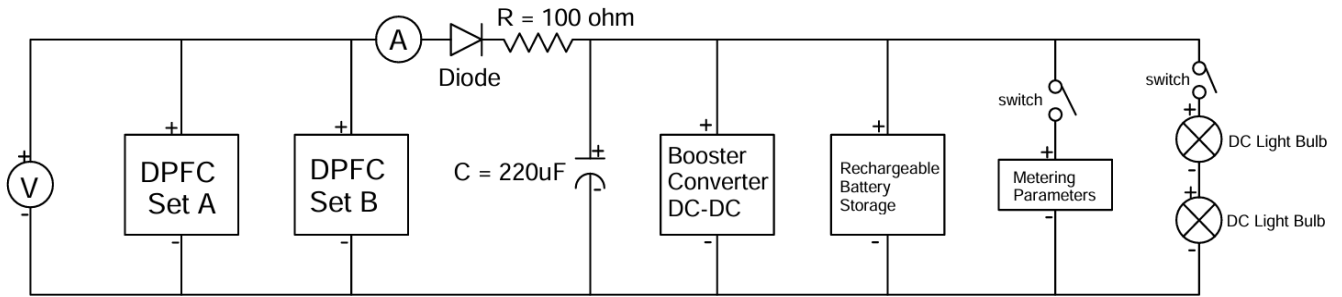 R = 100 ohm
A
Diode
switch
switch
+
+
+
+
+
+
+
+
+
V
-
DPFC
Set A
-
DPFC
Set B
-
C = 220uF
-
Booster
Converter
DC-DC
-
Rechargeable
Battery
Storage
-
Metering
Parameters
-
DC Light Bulb
-
+
DC Light Bulb
-